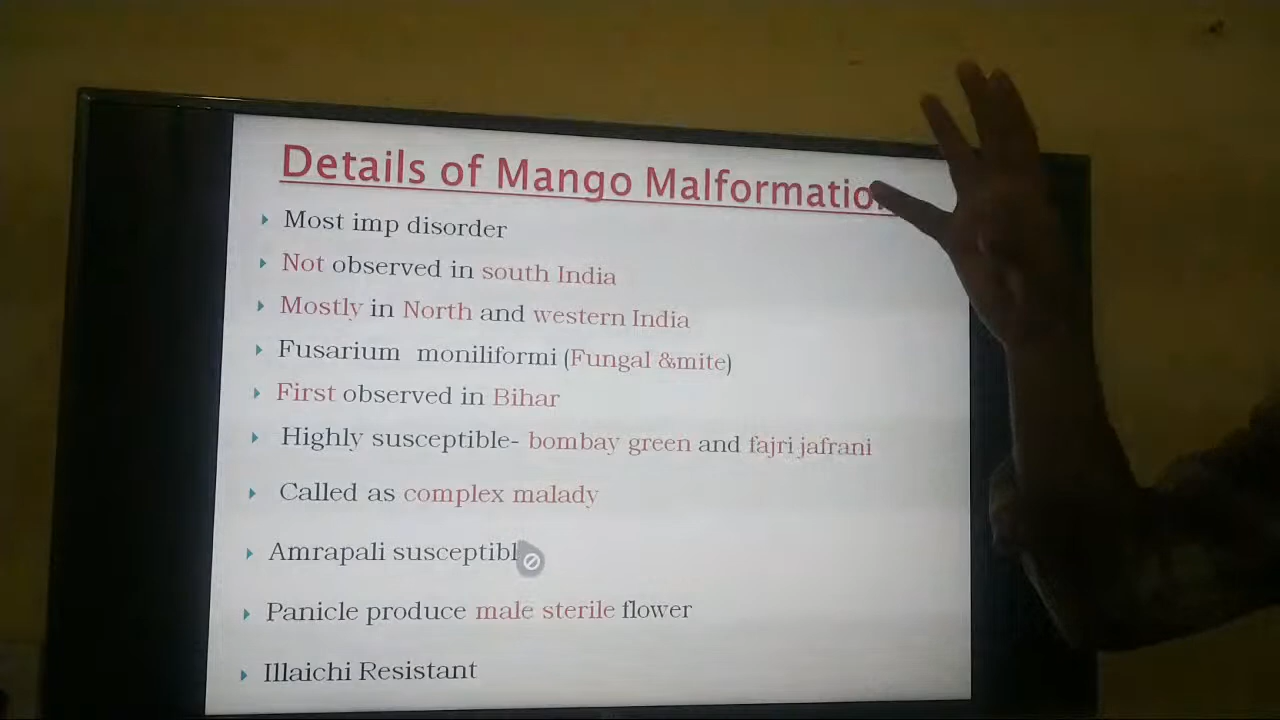 Details of Mango Malformatio
Most imp disorder
Not observed in south India
Mostly in North and western India
Fusarium moniliformi (Fungal &mite)
First observed in Bihar
Highly susceptible- bombay green and fajri jafrani
Called as complex malady
Amrapali susceptibl
Panicle produce male sterile flower
Illaichi Resistant